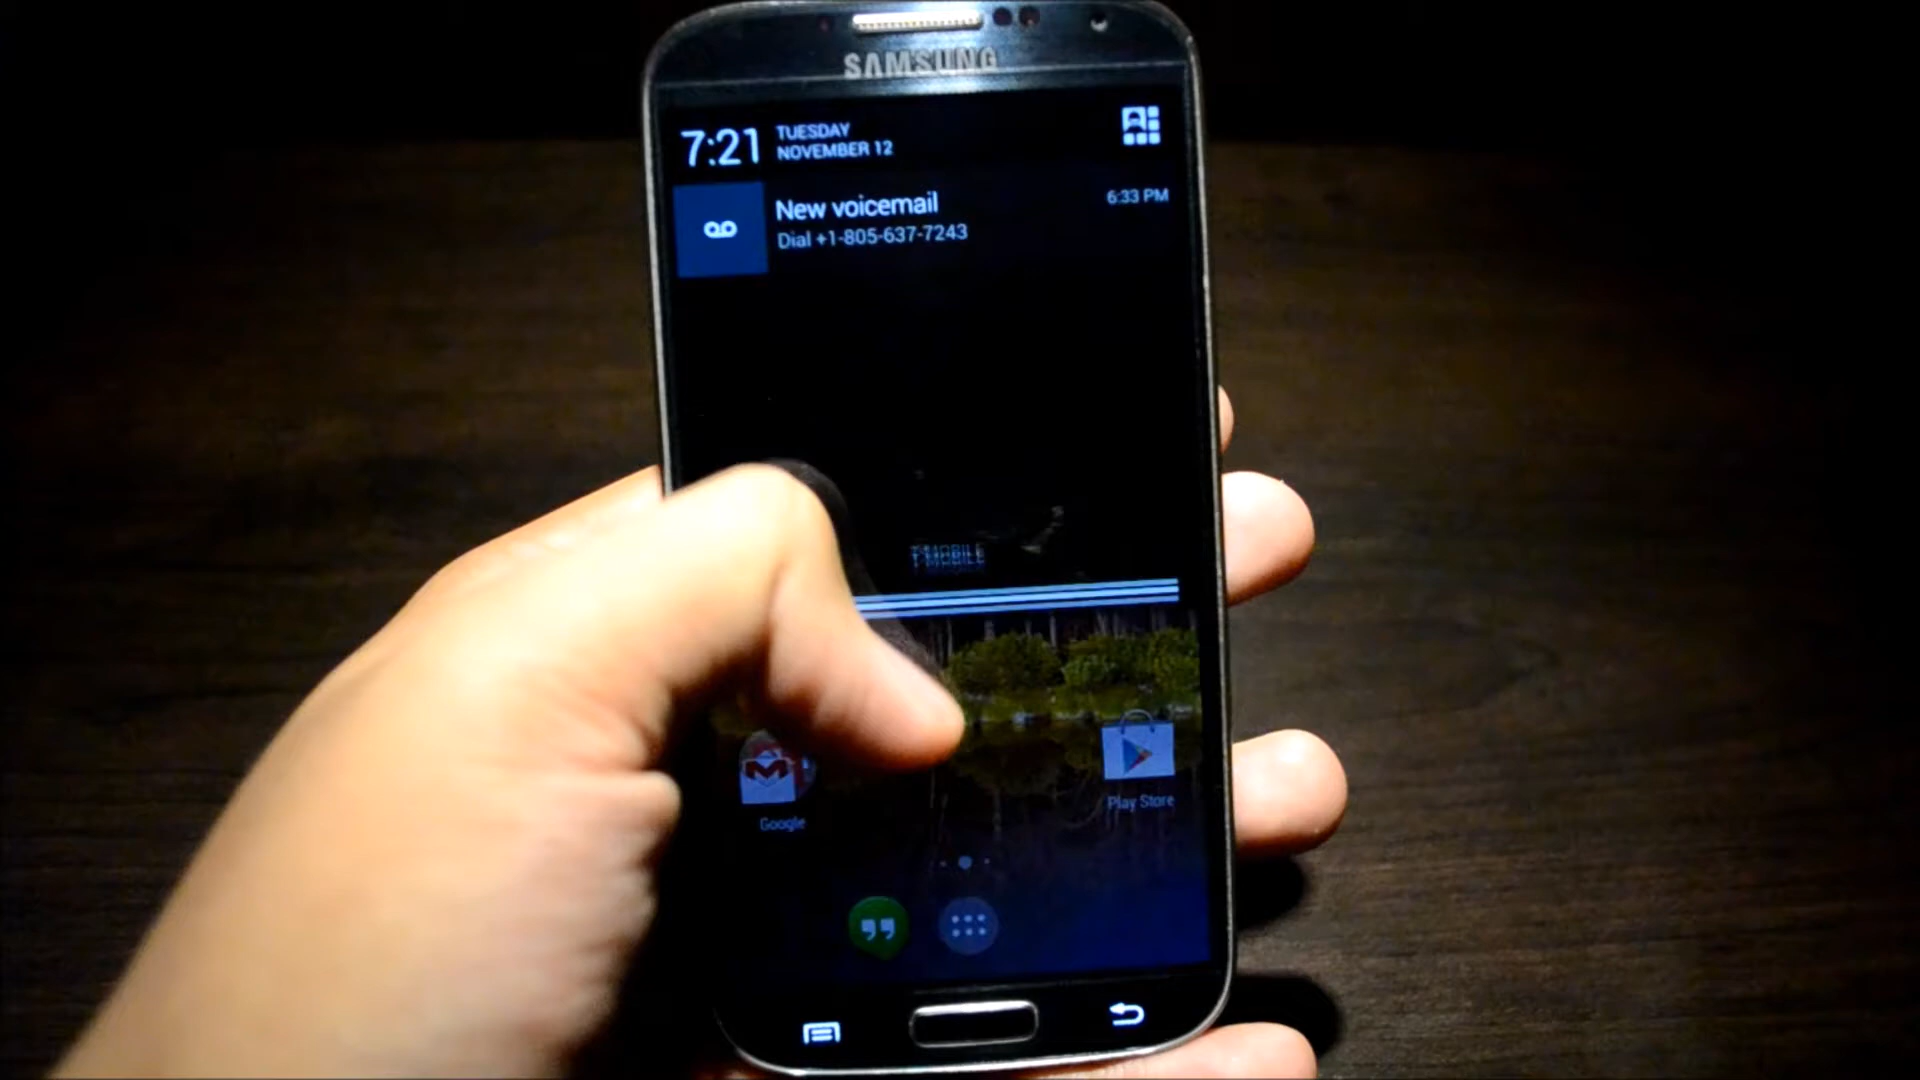 SAMSUNG
7:21
TUESDAY
NOVEMBER 12
New voicemail
6:33 PM
Dial +1-805-637-7243
T-MOBILE
Google
Play Store